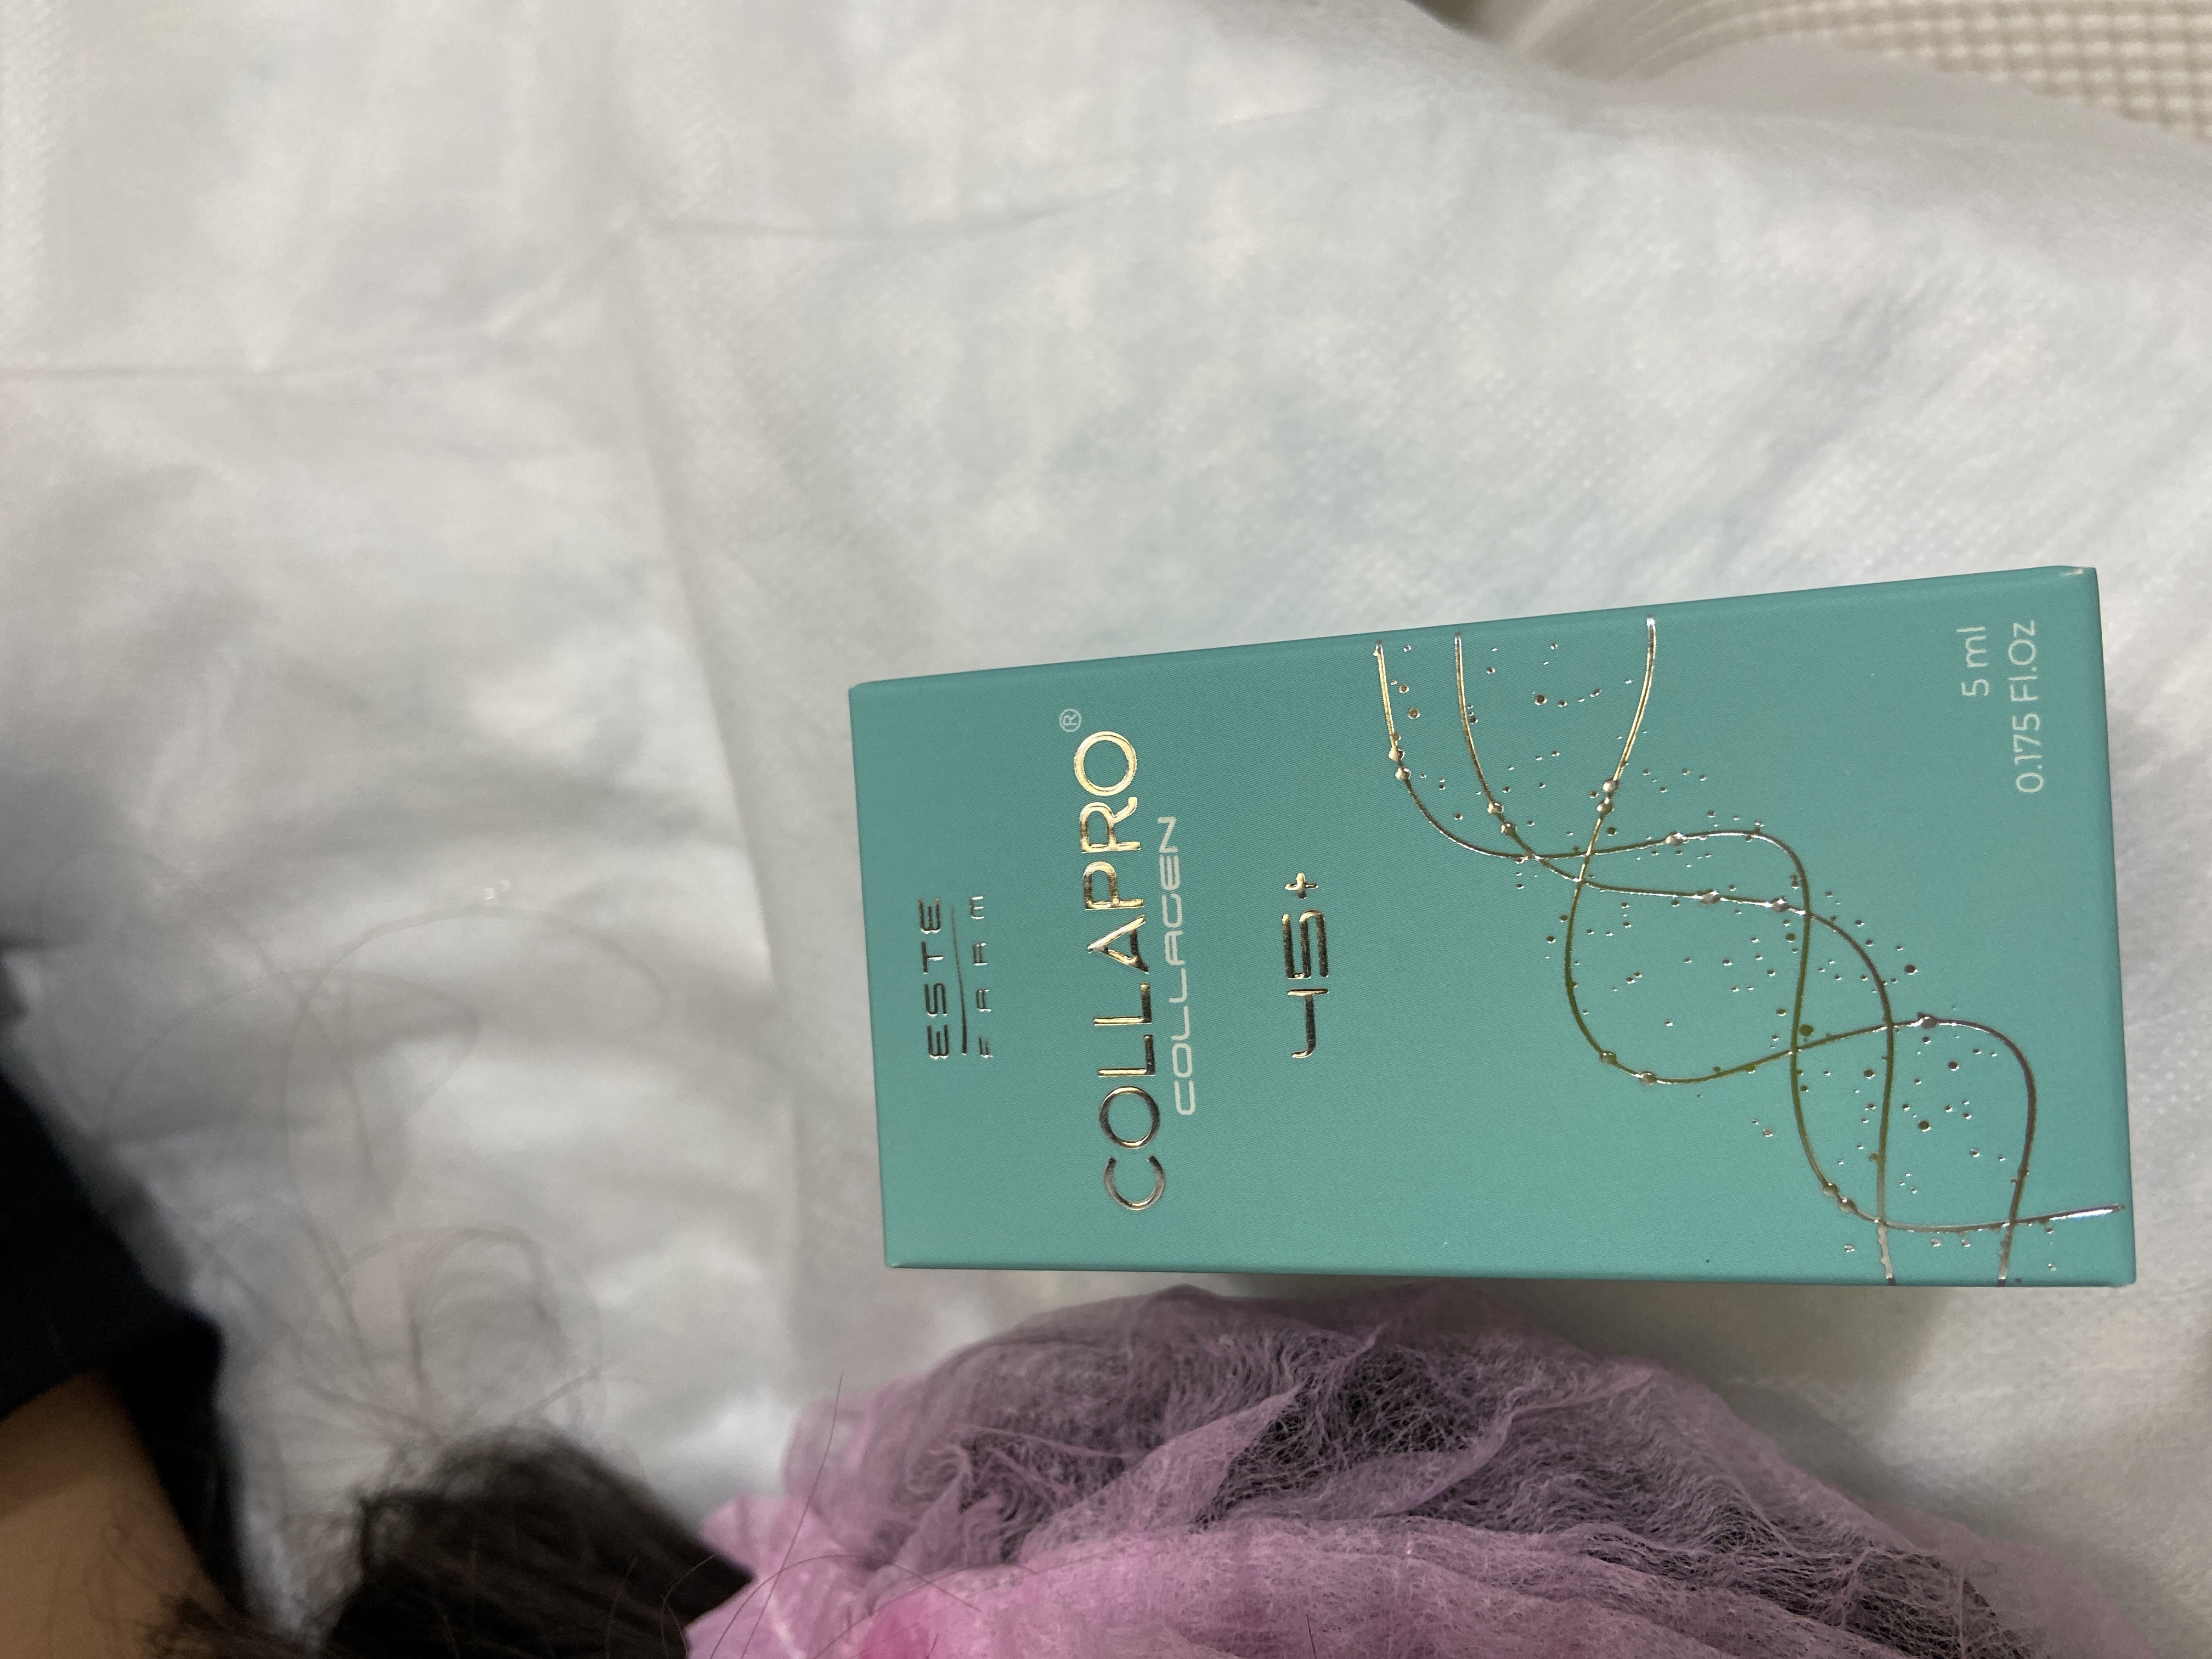 ESTE
FARM
COLLAPRO®
COLLAGEN
45+
5 ml
0.175 Fl.Oz